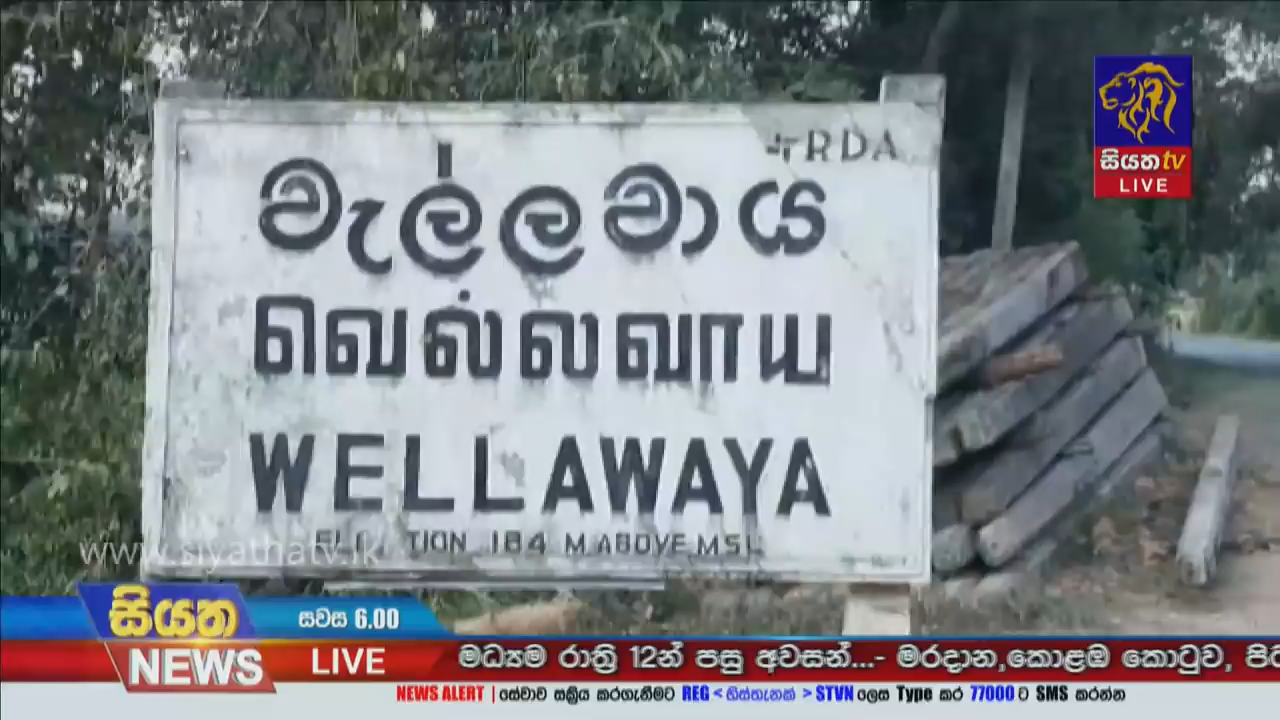 RDA
වැල්ලවාය
வெல்லவாய
WELLAWAYA
184 M ABOVE MSL
සියත tv
LIVE
www.siyathatv.lk
සියත
NEWS
සවස 6.00
LIVE
මධ්‍යම රාත්‍රි 12න් පසු අවසන්...- මරදාන,කොළඹ කොටුව,
NEWS ALERT | සේවාව සක්‍රීය කරගැනීමට REG < හිස්තැනක් > STVN ලෙස Type කර 77000 ට SMS කරන්න